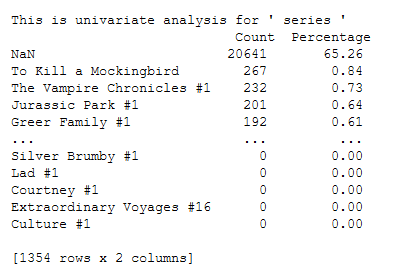 This is univariate analysis for ' series '
Count Percentage
NaN 20641 65.26
To Kill a Mockingbird 267 0.84
The Vampire Chronicles #1 232 0.73
Jurassic Park #1 201 0.64
Greer Family #1 192 0.61
... ... ...
Silver Brumby #1 0 0.00
Lad #1 0 0.00
Courtney #1 0 0.00
Extraordinary Voyages #16 0 0.00
Culture #1 0 0.00
[1354 rows x 2 columns]